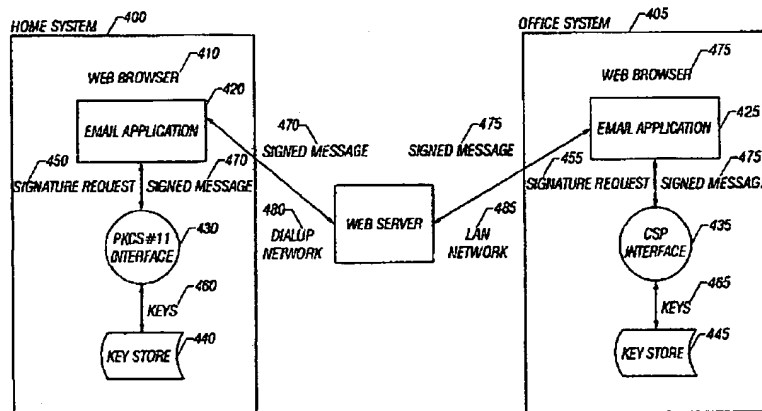 HOME SYSTEM 400
WEB BROWSER 410
420
EMAIL APPLICATION
450
SIGNATURE REQUEST
470
SIGNED MESSAGE
PKCS#11 INTERFACE
430
460
KEYS
440
KEY STORE
470
SIGNED MESSAGE
480
DIALUP NETWORK
WEB SERVER
475
SIGNED MESSAGE
485
LAN NETWORK
OFFICE SYSTEM 405
WEB BROWSER 475
425
EMAIL APPLICATION
455
SIGNATURE REQUEST
475
SIGNED MESSAGE
CSP INTERFACE
435
465
KEYS
445
KEY STORE